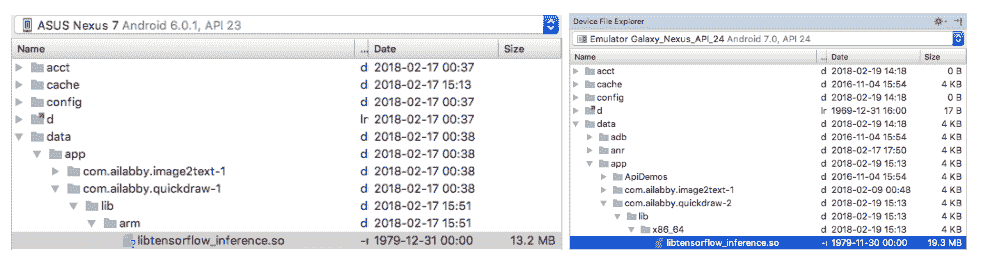 ASUS Nexus 7 Android 6.0.1, API 23
Name ... Date Size
acct d 2018-02-17 00:37
cache d 2018-02-17 15:13
config d 2018-02-17 00:37
d lr 2018-02-17 00:37
data d 2018-02-17 00:38
app d 2018-02-17 00:38
com.ailabby.image2text-1 d 2018-02-17 00:38
com.ailabby.quickdraw-1 d 2018-02-17 00:38
lib d 2018-02-17 15:51
arm d 2018-02-17 15:51
libtensorflow_inference.so -r 1979-12-31 00:00 13.2 MB
Device File Explorer
Emulator Galaxy_Nexus_API_24 Android 7.0, API 24
Name ... Date Size
acct d 2018-02-19 14:18 0 B
cache d 2016-11-04 15:54 4 KB
config d 2018-02-19 14:18 0 B
d lr 1969-12-31 16:00 17 B
data d 2018-02-19 14:18 4 KB
adb d 2016-11-04 15:54 4 KB
anr d 2018-02-17 17:50 4 KB
app d 2018-02-19 15:13 4 KB
ApiDemos d 2016-11-04 15:54 4 KB
com.ailabby.image2text-1 d 2018-02-09 00:48 4 KB
com.ailabby.quickdraw-2 d 2018-02-19 15:13 4 KB
lib d 2018-02-19 15:13 4 KB
x86_64 d 2018-02-19 15:13 4 KB
libtensorflow_inference.so -r 1979-11-30 00:00 19.3 MB